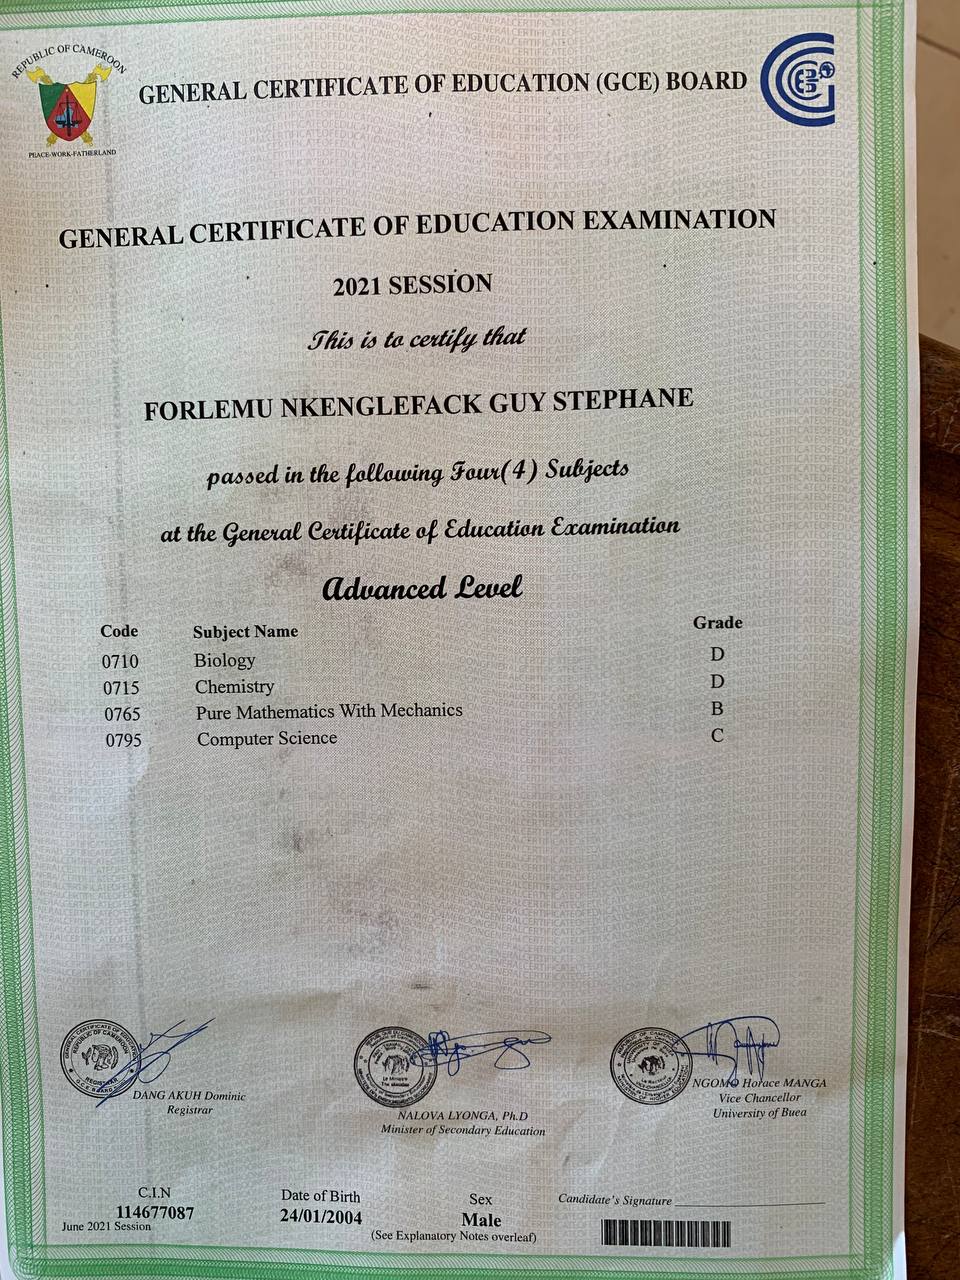 REPUBLIC OF CAMEROON
PEACE-WORK-FATHERLAND
GENERAL CERTIFICATE OF EDUCATION (GCE) BOARD
GENERAL CERTIFICATE OF EDUCATION EXAMINATION
2021 SESSION
This is to certify that
FORLEMU NKENGLEFACK GUY STEPHANE
passed in the following Four(4) Subjects
at the General Certificate of Education Examination
Advanced Level
Code Subject Name Grade
0710 Biology D
0715 Chemistry D
0765 Pure Mathematics With Mechanics B
0795 Computer Science C
DANG AKUH Dominic
Registrar
NALOVA LYONGA, Ph.D
Minister of Secondary Education
NGOMO Horace MANGA
Vice Chancellor
University of Buea
C.I.N
114677087
June 2021 Session
Date of Birth
24/01/2004
Sex
Male
(See Explanatory Notes overleaf)
Candidate's Signature